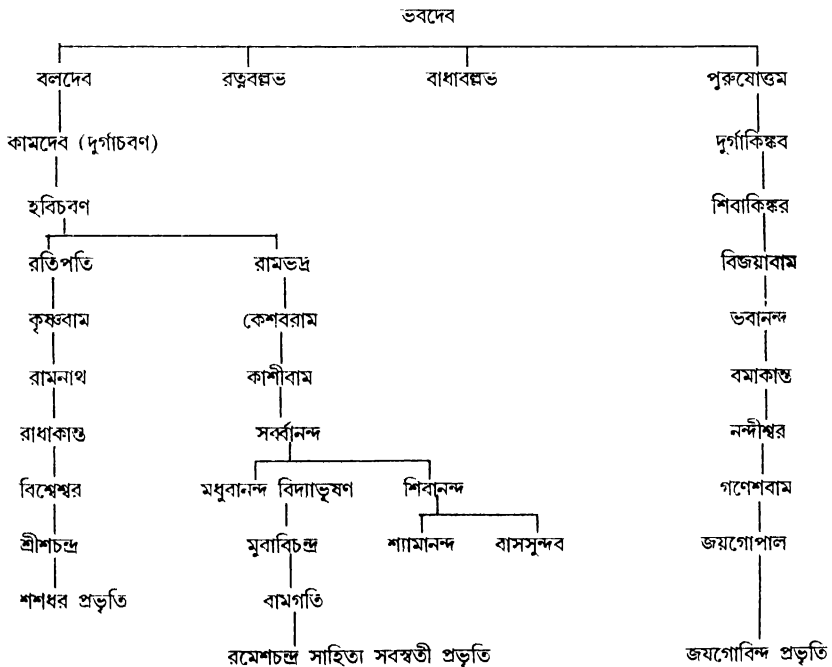 ভবদেব
বলদেব রত্নবল্লভ বাধাবল্লভ পুরুষোত্তম
কামদেব (দুর্গাচবণ) দুর্গাকিঙ্কব
হবিচবণ শিবাকিঙ্কর
রতিপতি রামভদ্র বিজয়াবাম
কৃষ্ণবাম কেশবরাম ভবানন্দ
রামনাথ কাশীবাম বমাকান্ত
রাধাকান্ত সর্ব্বানন্দ নন্দীশ্বর
বিশ্বেশ্বর মধুবানন্দ বিদ্যাভূষণ শিবানন্দ গণেশবাম
শ্রীশচন্দ্র মুবাবিচন্দ্র শ্যামানন্দ বাসসুন্দব জয়গোপাল
শশধর প্রভৃতি বামগতি
রমেশচন্দ্র সাহিত্য সবস্বতী প্রভৃতি জযগোবিন্দ প্রভৃতি